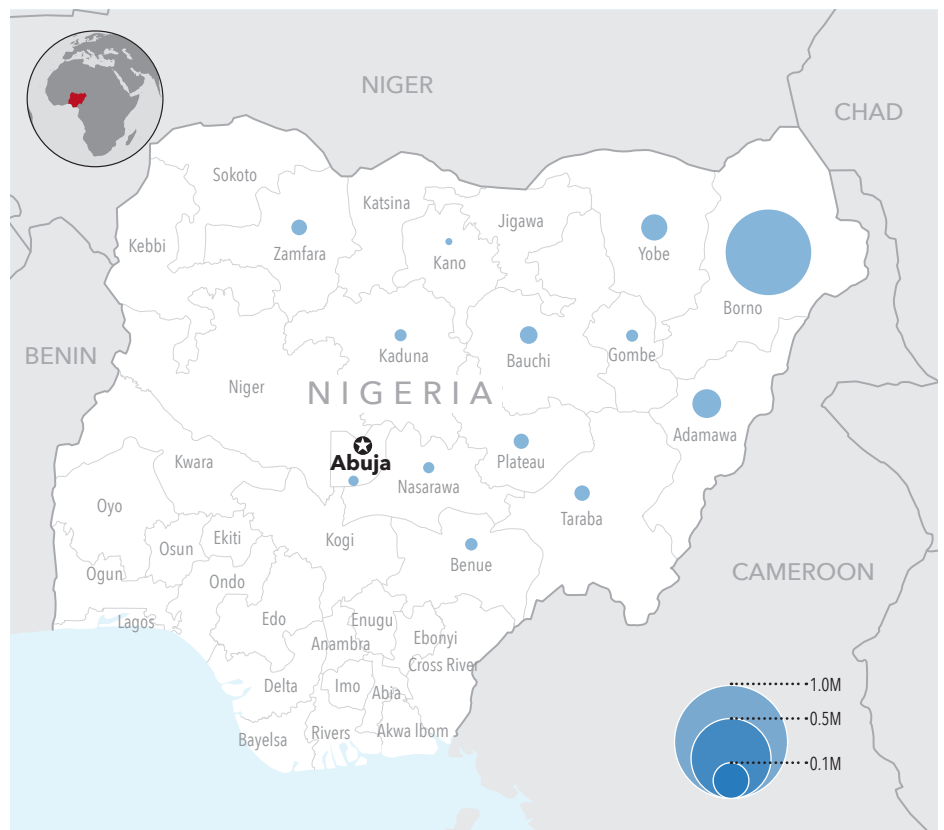 NIGER
CHAD
Sokoto
Katsina
Jigawa
Kebbi
Zamfara
Kano
Yobe
Borno
BENIN
Kaduna
Bauchi
Gombe
Niger
NIGERIA
Adamawa
Abuja
Kwara
Nasarawa
Plateau
Oyo
Taraba
Osun
Ekiti
Kogi
Benue
Ogun
Ondo
CAMEROON
Lagos
Edo
Enugu
Anambra
Ebonyi
Cross River
Delta
Imo
Abia
Bayelsa
Rivers
Akwa Ibom
1.0M
0.5M
0.1M